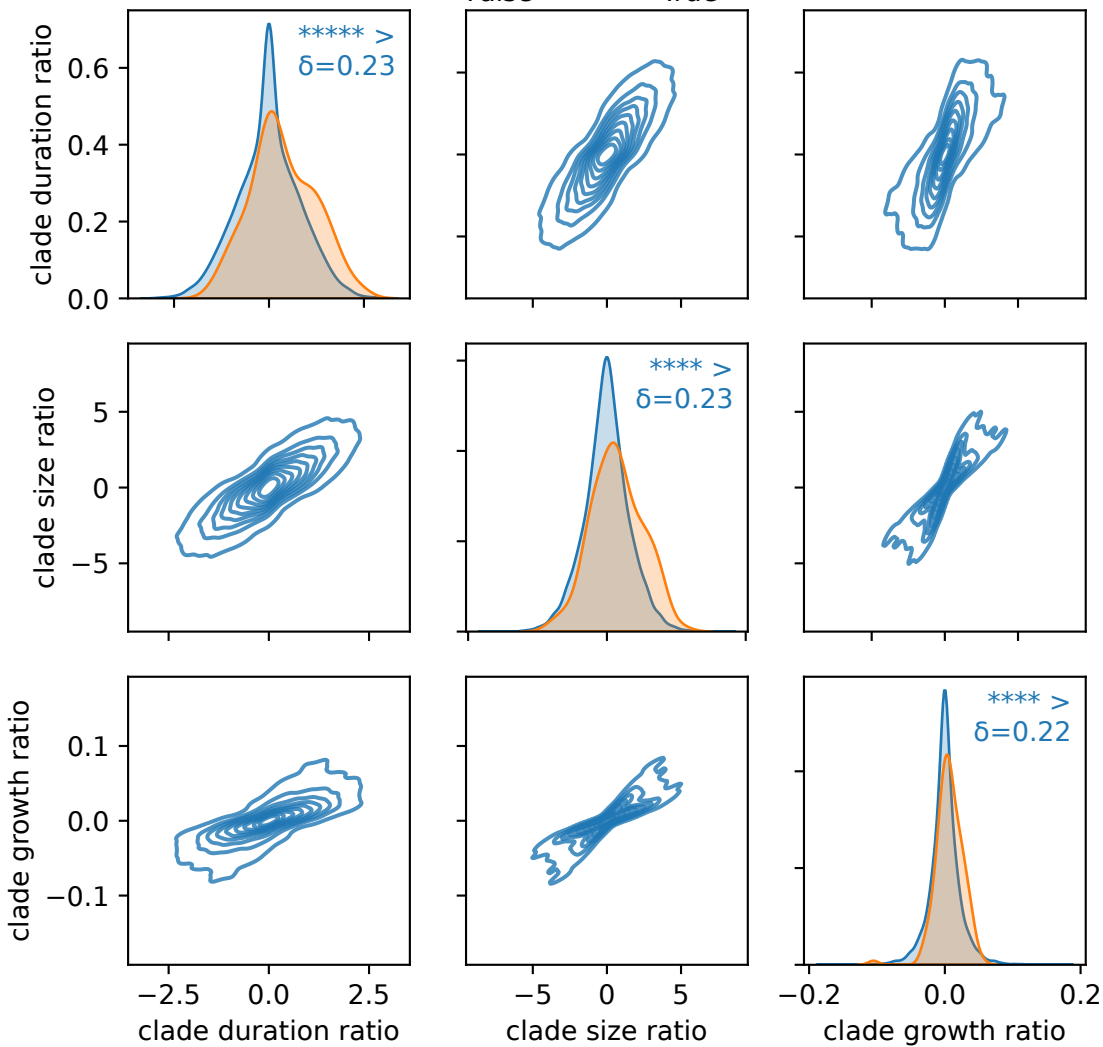 ***** >
δ=0.23
clade duration ratio
0.6
0.4
0.2
0.0
**** >
δ=0.23
clade size ratio
5
0
−5
**** >
δ=0.22
clade growth ratio
0.1
0.0
−0.1
−2.5 0.0 2.5
−5 0 5
−0.2 0.0 0.2
clade duration ratio
clade size ratio
clade growth ratio